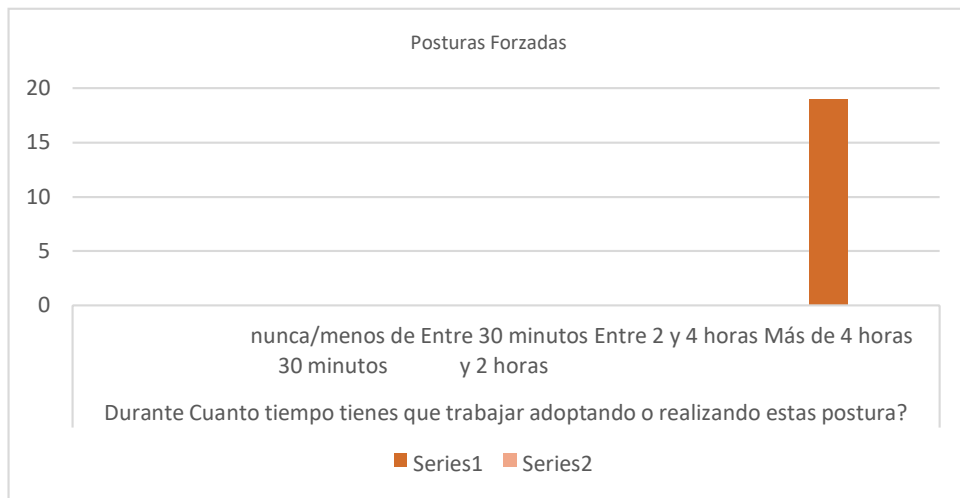 Posturas Forzadas
20
15
10
5
0
nunca/menos de Entre 30 minutos Entre 2 y 4 horas Más de 4 horas
30 minutos y 2 horas
Durante Cuanto tiempo tienes que trabajar adoptando o realizando estas postura?
Series1 Series2